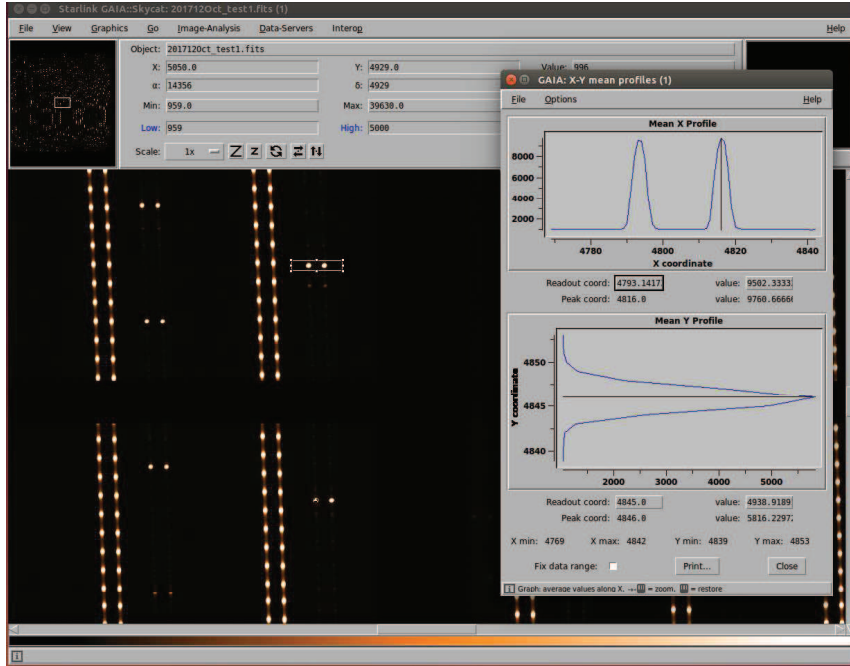 Starlink GAIA::Skycat: 201712Oct_test1.fits (1)
File View Graphics Go Image-Analysis Data-Servers Interop Help
Object: 201712Oct_test1.fits
X: 5050.0 Y: 4929.0 Value: 996
α: 14356 δ: 4929
Min: 959.0 Max: 39630.0
Low: 959 High: 5000
Scale: 1x Z z
GAIA: X-Y mean profiles (1)
File Options Help
Mean X Profile
8000
6000
4000
2000
4780 4800 4820 4840
X coordinate
Readout coord: 4793.1417 value: 9502.3333
Peak coord: 4816.0 value: 9760.6666
Mean Y Profile
4850
4845
4840
Y coordinate
2000 3000 4000 5000
Readout coord: 4845.0 value: 4938.9189
Peak coord: 4846.0 value: 5816.2297
X min: 4769 X max: 4842 Y min: 4839 Y max: 4853
Fix data range: Print... Close
Graph: average values along X, = zoom, = restore